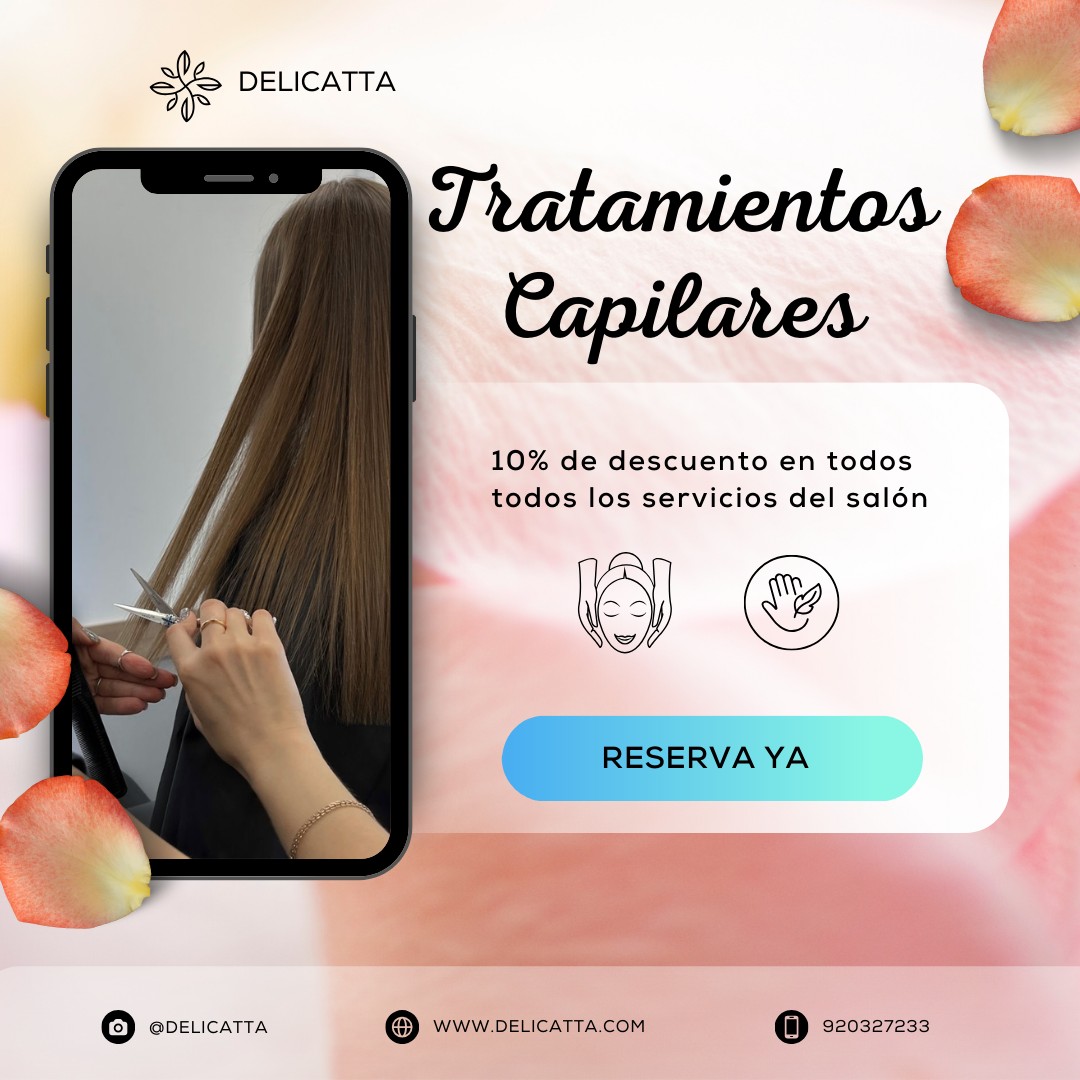 DELICATTA
Tratamientos
Capilares
10% de descuento en todos
todos los servicios del salón
RESERVA YA
@DELICATTA
WWW.DELICATTA.COM
920327233